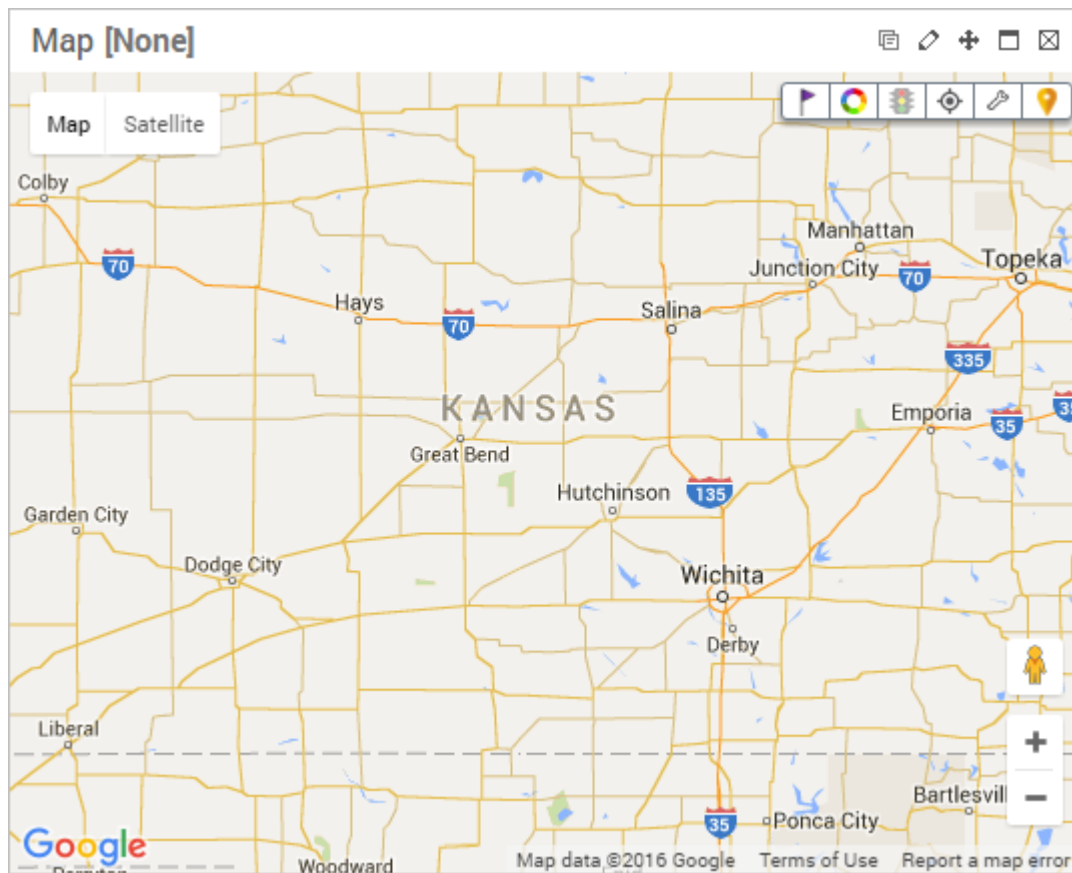 Map [None]
Map
Satellite
Colby
Manhattan
Topeka
70
Junction City
70
Hays
Salina
70
335
KANSAS
Emporia
35
Great Bend
Hutchinson
135
Garden City
Dodge City
Wichita
Derby
Liberal
Bartlesvil
35
Ponca City
Google
Woodward
Map data ©2016 Google
Terms of Use
Report a map error